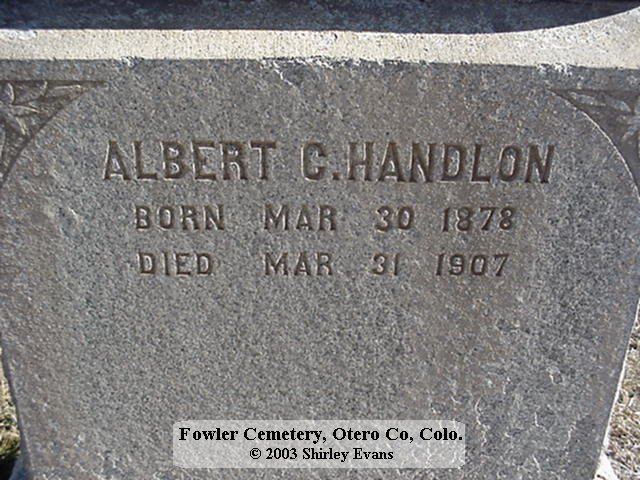 ALBERT C. HANDLON
BORN MAR 30 1878
DIED MAR 31 1907
Fowler Cemetery, Otero Co, Colo.
© 2003 Shirley Evans